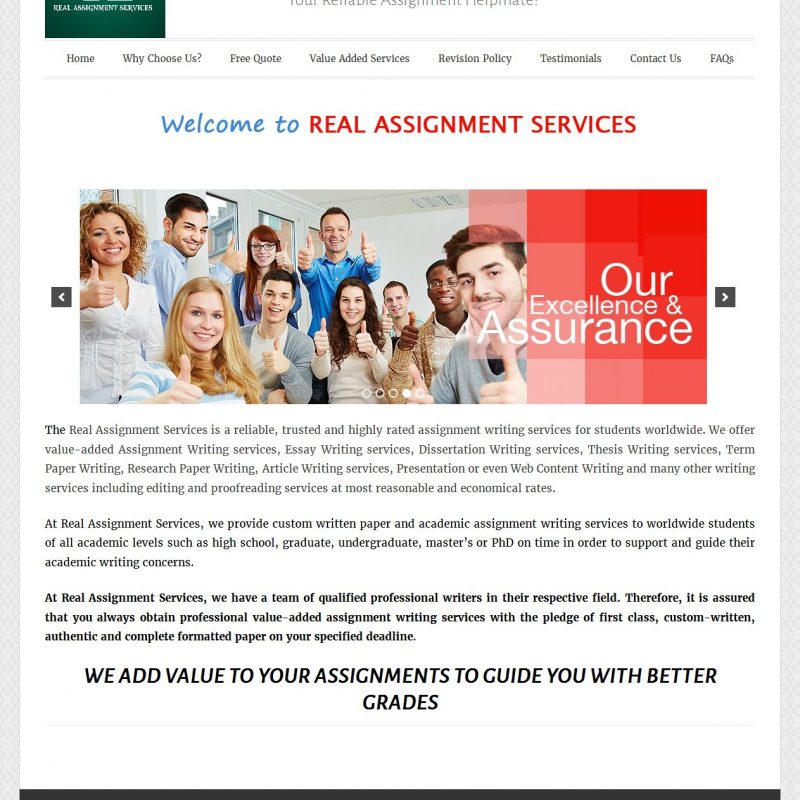 REAL ASSIGNMENT SERVICES
Your Reliable Assignment Helpmate!
Home Why Choose Us? Free Quote Value Added Services Revision Policy Testimonials Contact Us FAQs
Welcome to REAL ASSIGNMENT SERVICES
Our
Excellence &
Assurance
The Real Assignment Services is a reliable, trusted and highly rated assignment writing services for students worldwide. We offer
value-added Assignment Writing services, Essay Writing services, Dissertation Writing services, Thesis Writing services, Term
Paper Writing, Research Paper Writing, Article Writing services, Presentation or even Web Content Writing and many other writing
services including editing and proofreading services at most reasonable and economical rates.
At Real Assignment Services, we provide custom written paper and academic assignment writing services to worldwide students
of all academic levels such as high school, graduate, undergraduate, master's or PhD on time in order to support and guide their
academic writing concerns.
At Real Assignment Services, we have a team of qualified professional writers in their respective field. Therefore, it is assured
that you always obtain professional value-added assignment writing services with the pledge of first class, custom-written,
authentic and complete formatted paper on your specified deadline.
WE ADD VALUE TO YOUR ASSIGNMENTS TO GUIDE YOU WITH BETTER
GRADES